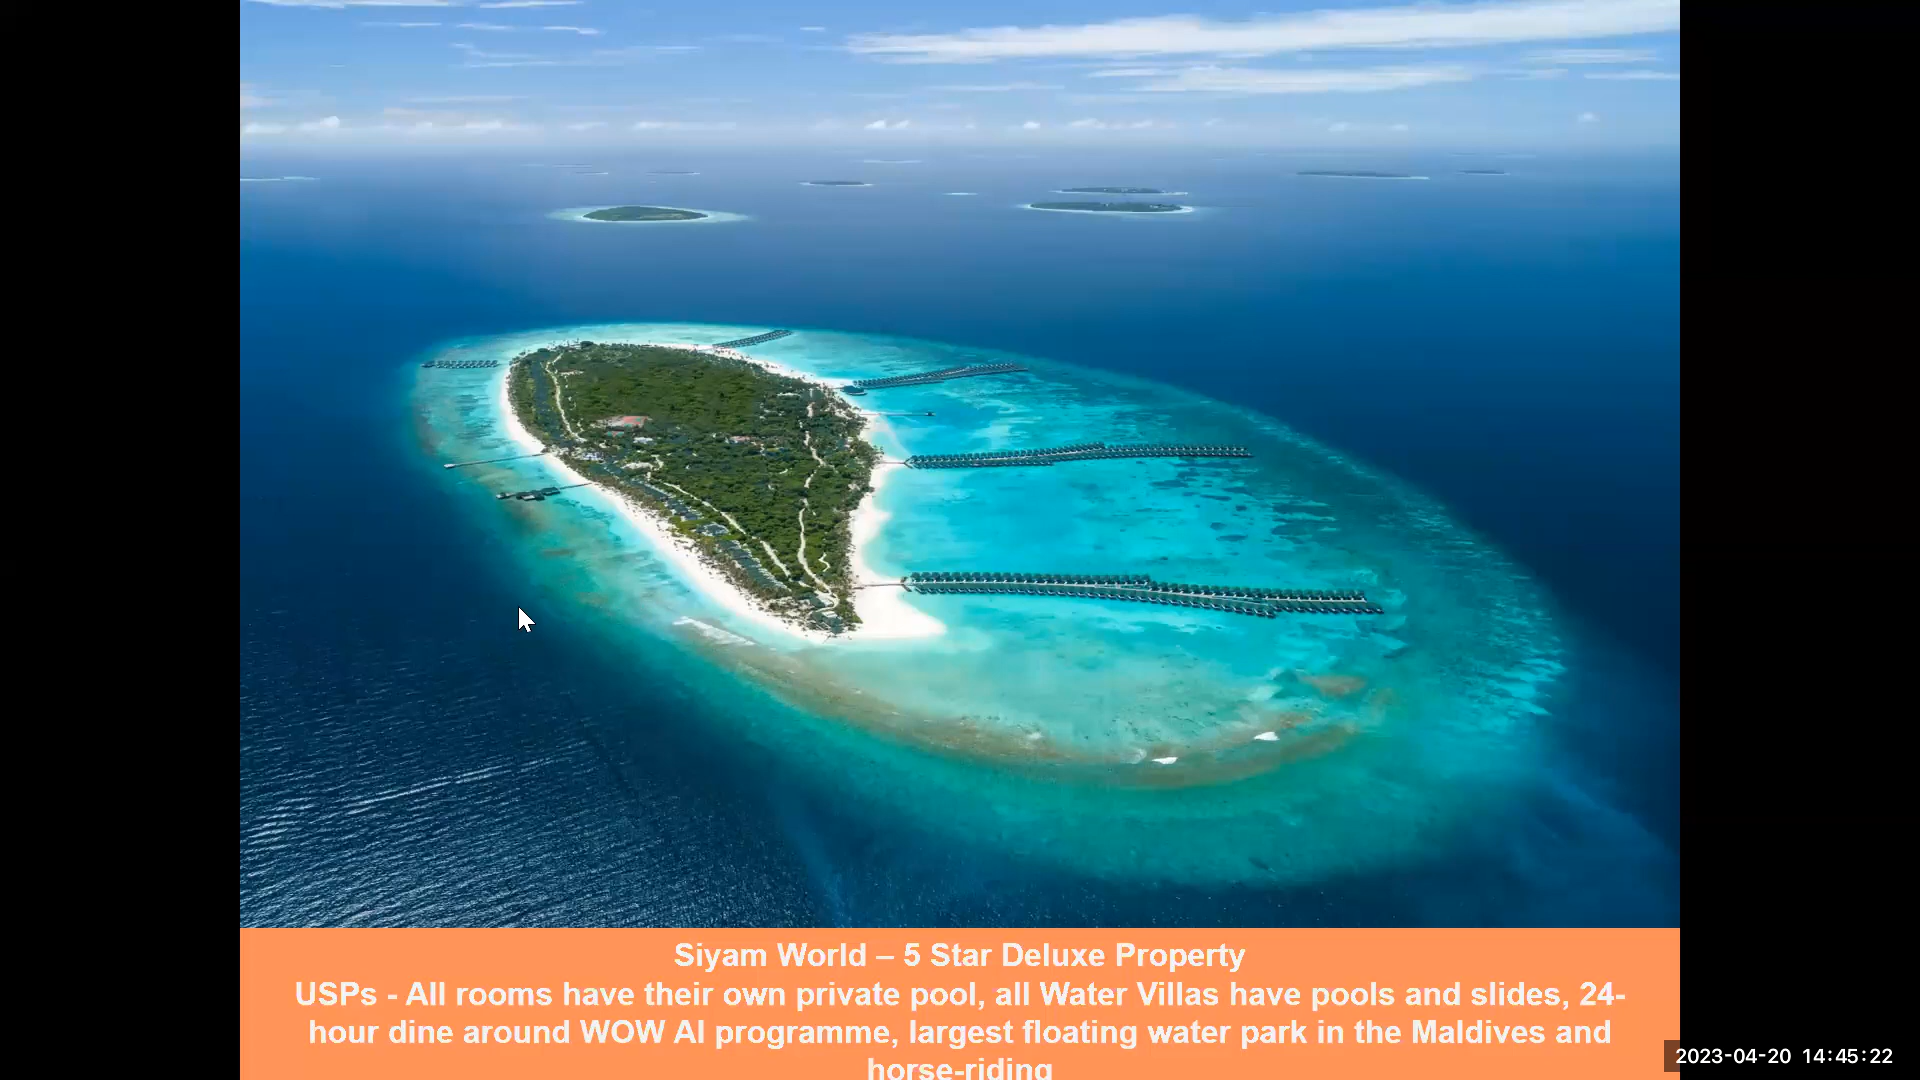 Siyam World – 5 Star Deluxe Property
USPs - All rooms have their own private pool, all Water Villas have pools and slides, 24-
hour dine around WOW AI programme, largest floating water park in the Maldives and
horse-riding
2023-04-20 14:45:22